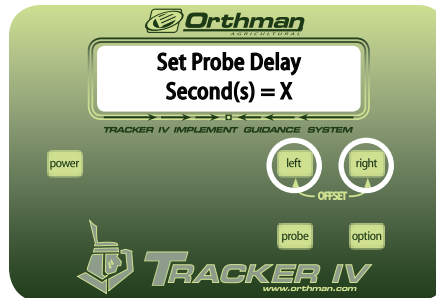 Orthman
AGRICULTURAL
Set Probe Delay
Second(s) = X
TRACKER IV IMPLEMENT GUIDANCE SYSTEM
power
left
right
OFFSET
probe
option
TRACKER IV
www.orthman.com